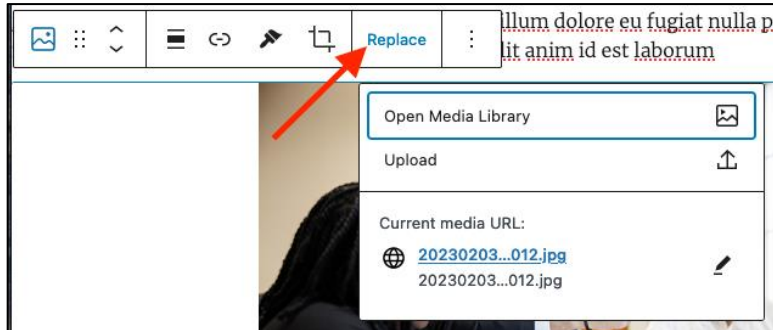 illum dolore eu fugiat nulla
Replace
lit anim id est laborum
Open Media Library
Upload
Current media URL:
20230203...012.jpg
20230203...012.jpg